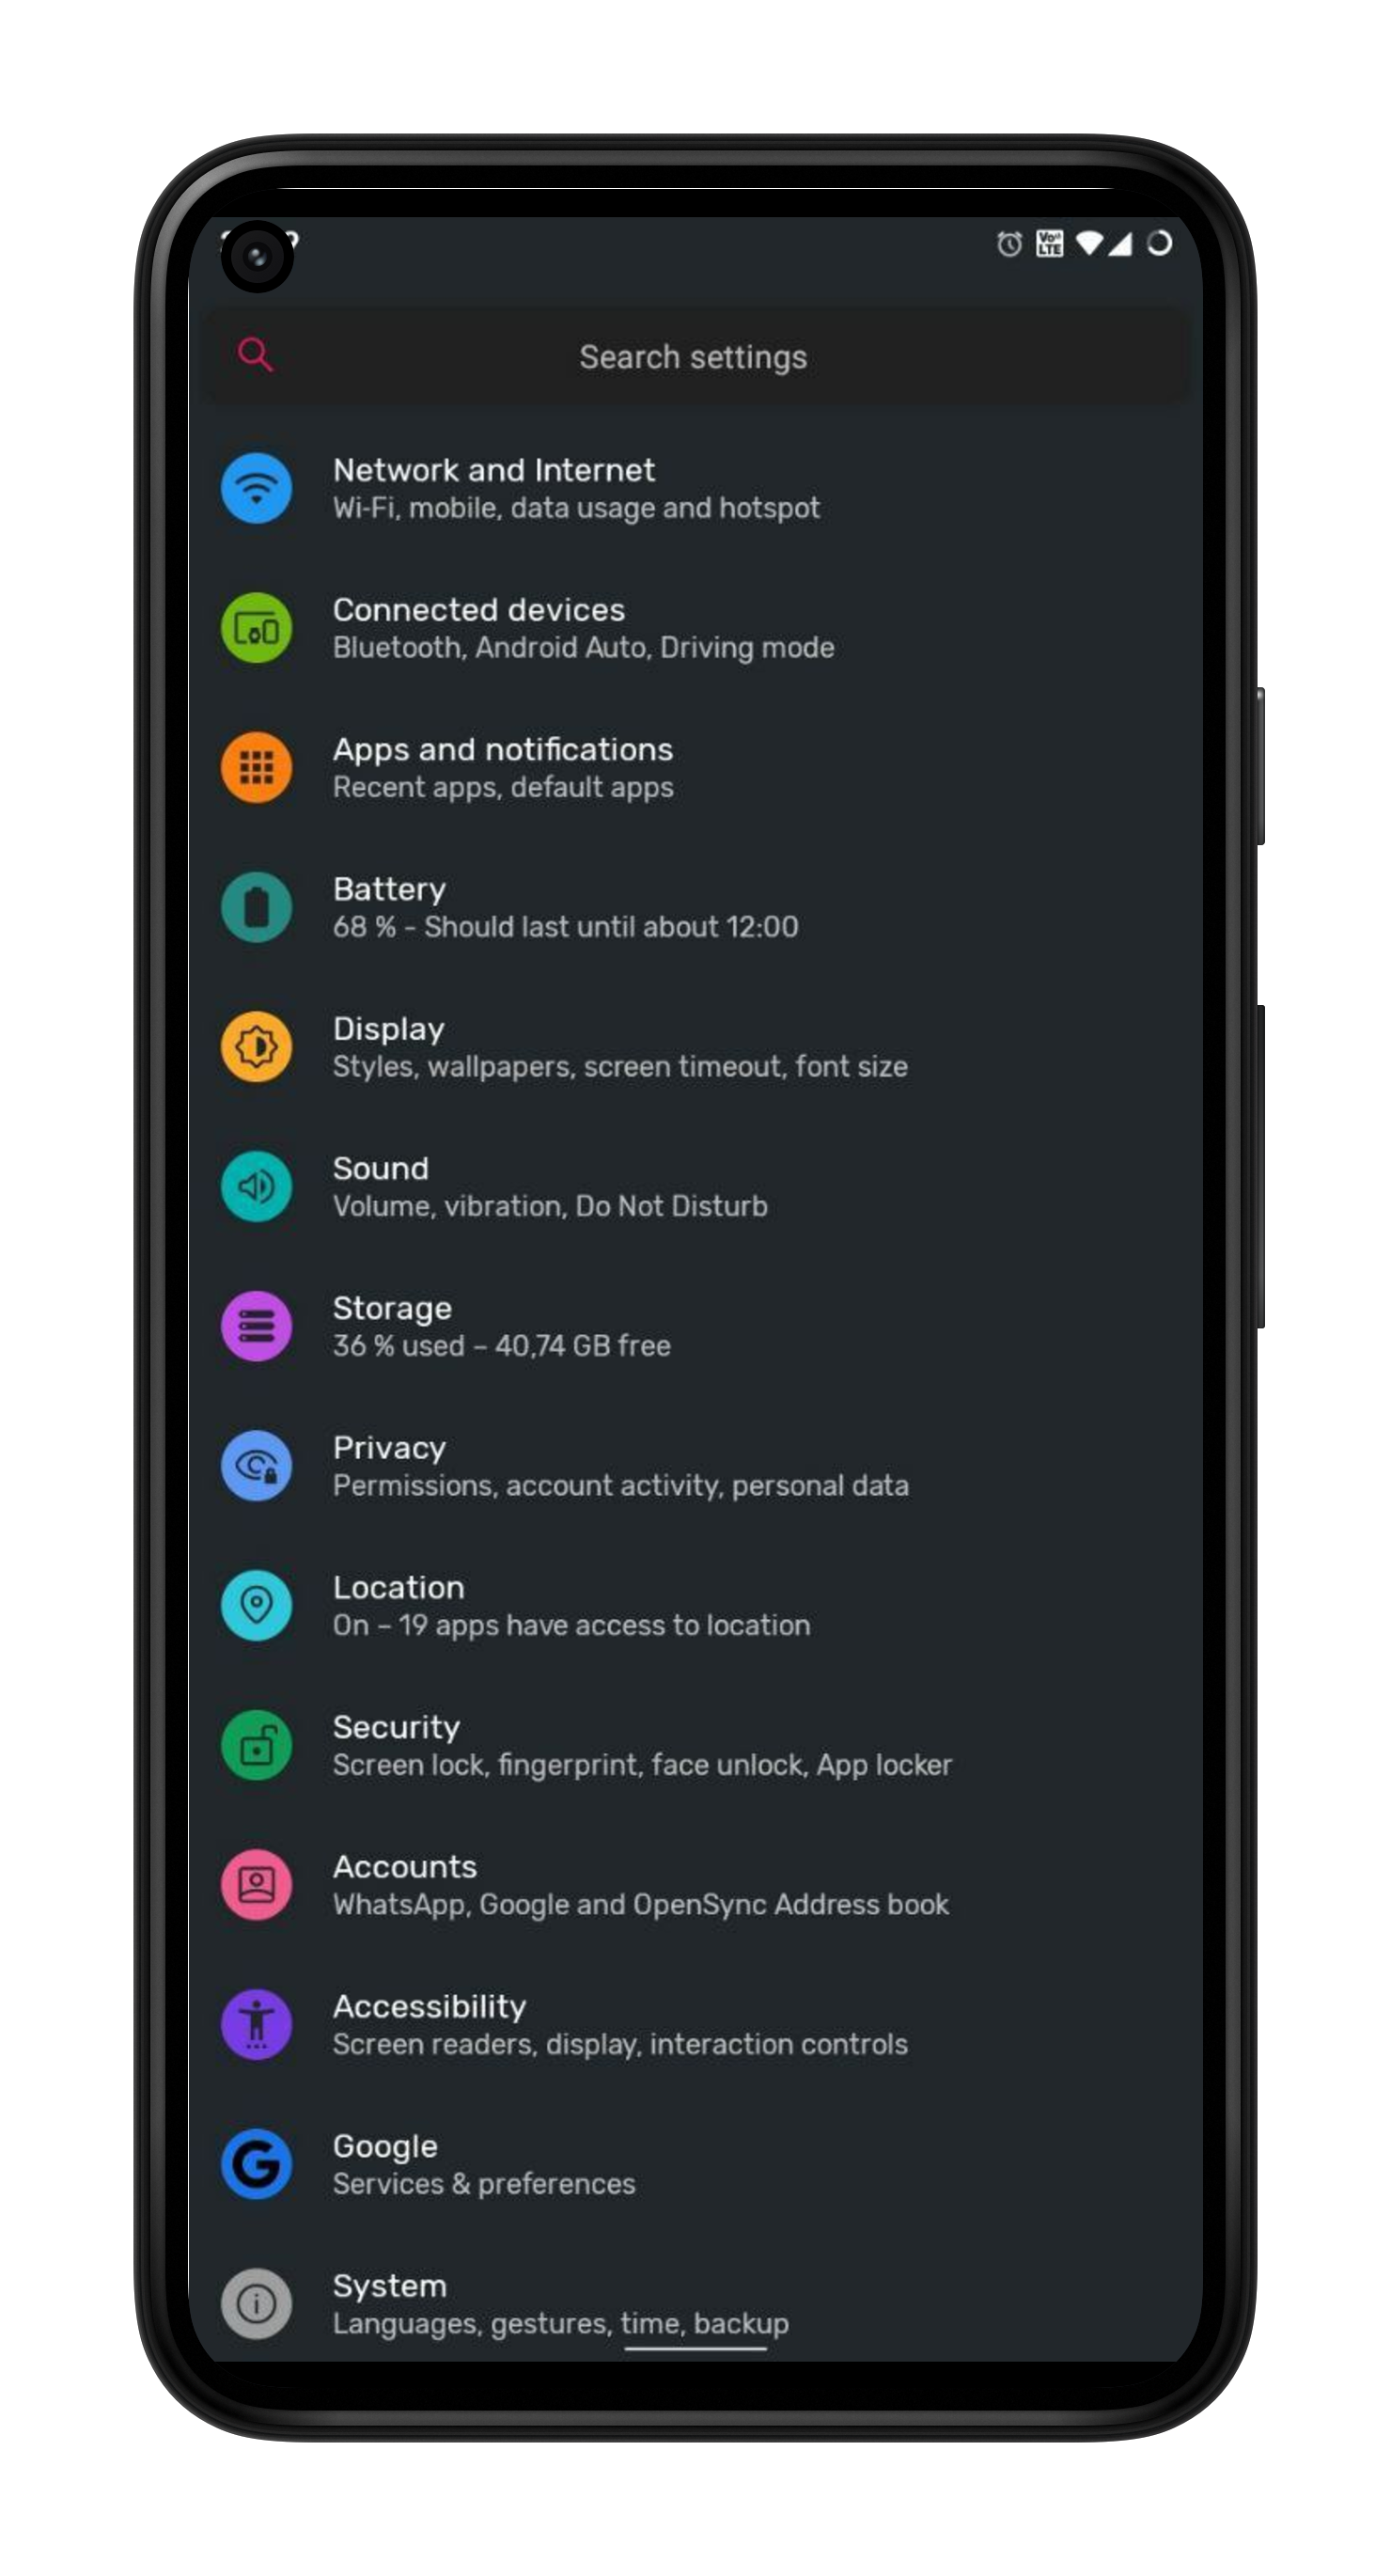 Vo
LTE
Search settings
Network and Internet
Wi-Fi, mobile, data usage and hotspot
Connected devices
Bluetooth, Android Auto, Driving mode
Apps and notifications
Recent apps, default apps
Battery
68 % - Should last until about 12:00
Display
Styles, wallpapers, screen timeout, font size
Sound
Volume, vibration, Do Not Disturb
Storage
36 % used – 40,74 GB free
Privacy
Permissions, account activity, personal data
Location
On – 19 apps have access to location
Security
Screen lock, fingerprint, face unlock, App locker
Accounts
WhatsApp, Google and OpenSync Address book
Accessibility
Screen readers, display, interaction controls
Google
Services & preferences
System
Languages, gestures, time, backup